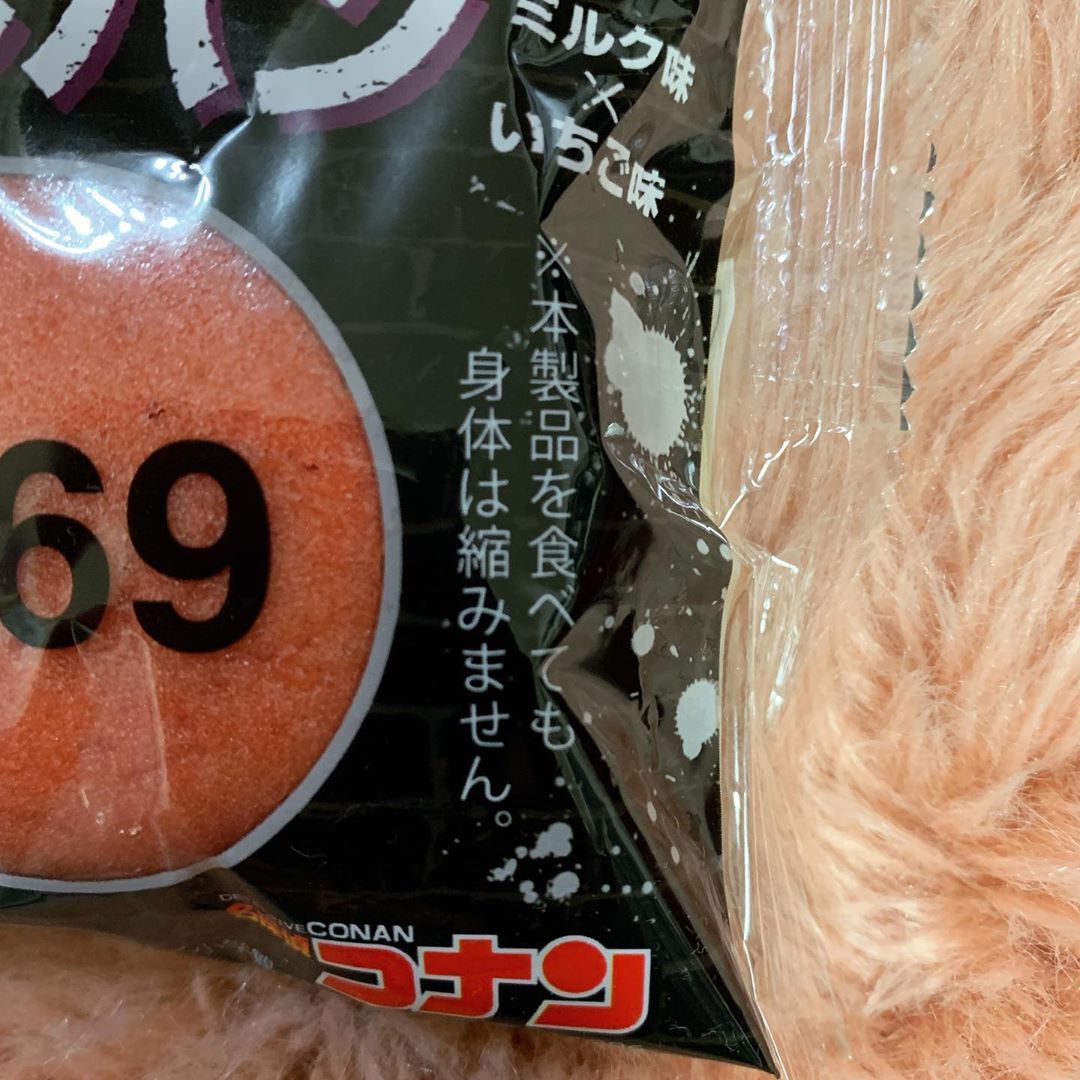 ミルク味
×
いちご味
※本製品を食べても
身体は縮みません。
69
CONAN
コナン